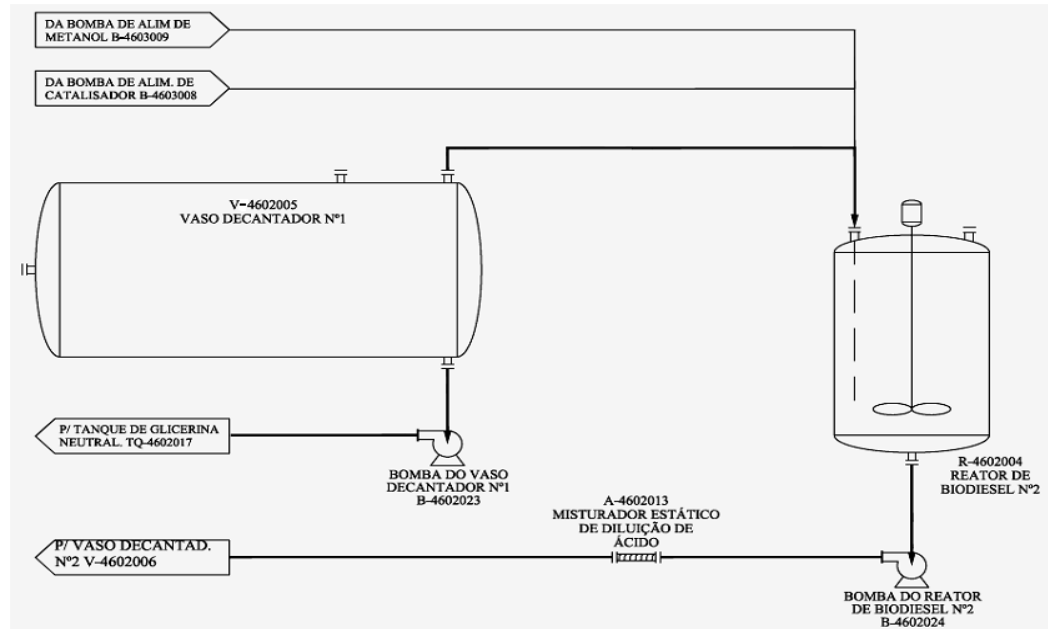 DA BOMBA DE ALIM DE
METANOL B-4603009
DA BOMBA DE ALIM. DE
CATALISADOR B-4603008
V-4602005
VASO DECANTADOR Nº1
P/ TANQUE DE GLICERINA
NEUTRAL. TQ-4602017
BOMBA DO VASO
DECANTADOR Nº1
B-4602023
R-4602004
REATOR DE
BIODIESEL Nº2
A-4602013
MISTURADOR ESTÁTICO
DE DILUIÇÃO DE
ÁCIDO
P/ VASO DECANTAD.
Nº2 V-4602006
BOMBA DO REATOR
DE BIODIESEL Nº2
B-4602024